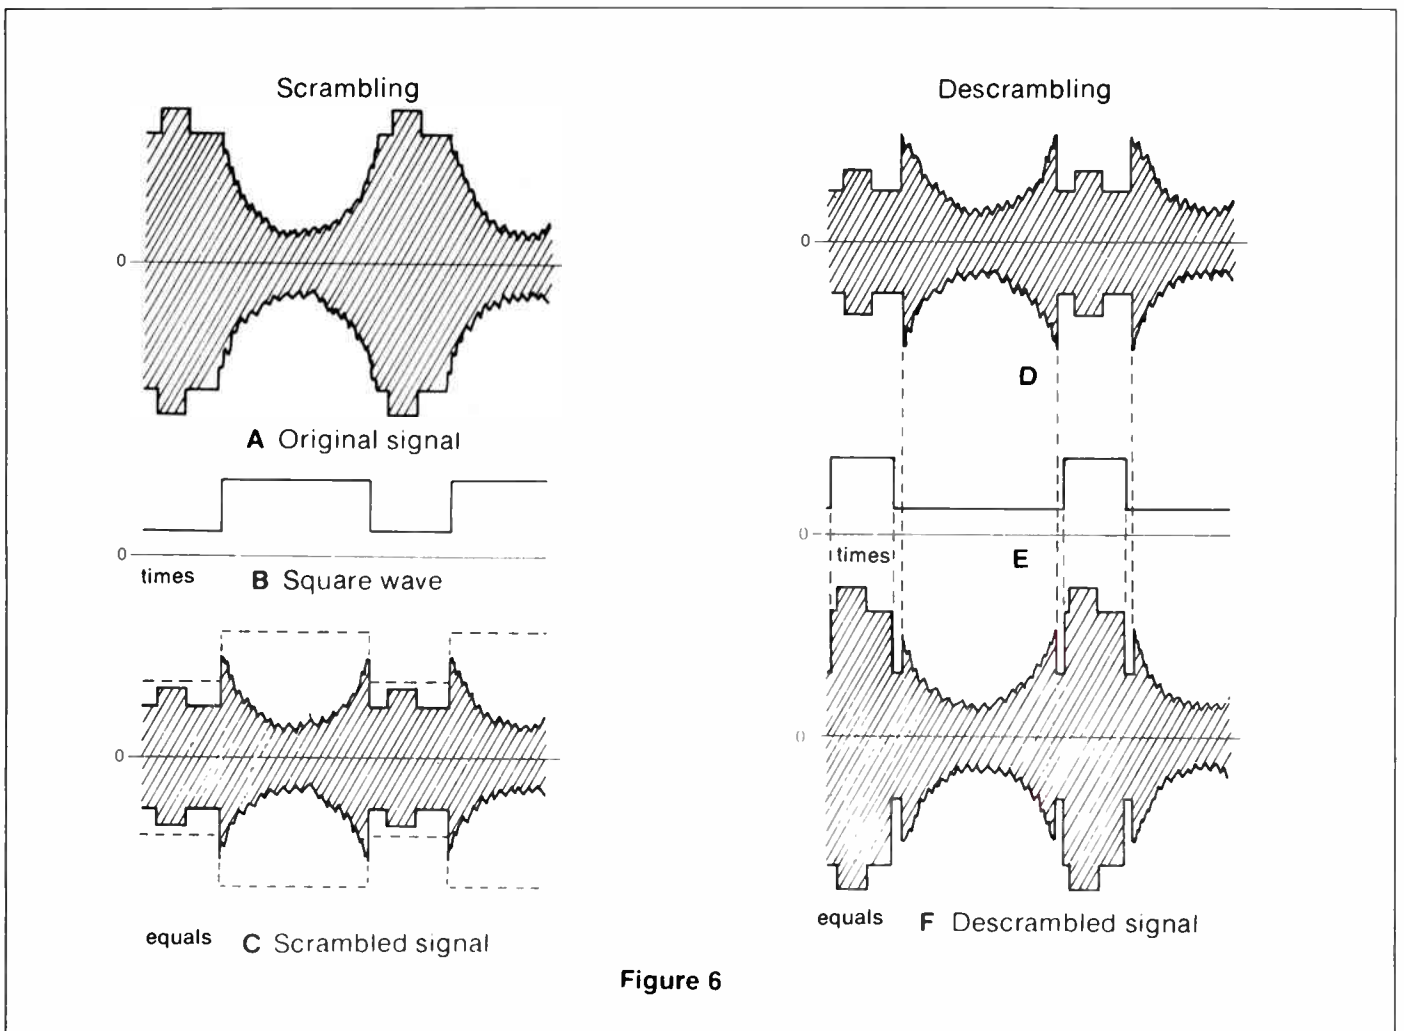 Scrambling
0
A Original signal
0
times
B Square wave
0
equals
C Scrambled signal
Descrambling
0
D
0
times
E
0
equals
F Descrambled signal
Figure 6